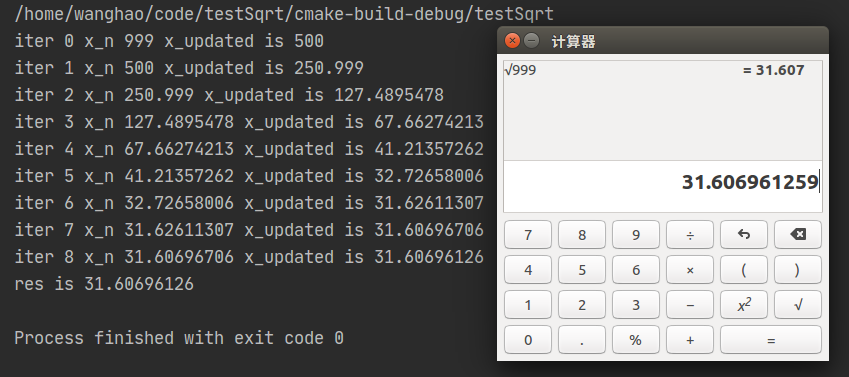 /home/wanghao/code/testSqrt/cmake-build-debug/testSqrt
iter 0 x_n 999 x_updated is 500
iter 1 x_n 500 x_updated is 250.999
iter 2 x_n 250.999 x_updated is 127.4895478
iter 3 x_n 127.4895478 x_updated is 67.66274213
iter 4 x_n 67.66274213 x_updated is 41.21357262
iter 5 x_n 41.21357262 x_updated is 32.72658006
iter 6 x_n 32.72658006 x_updated is 31.62611307
iter 7 x_n 31.62611307 x_updated is 31.60696706
iter 8 x_n 31.60696706 x_updated is 31.60696126
res is 31.60696126
Process finished with exit code 0
计算器
√999 = 31.607
31.606961259
7 8 9 ÷
4 5 6 × ( )
1 2 3 − x² √
0 . % + =